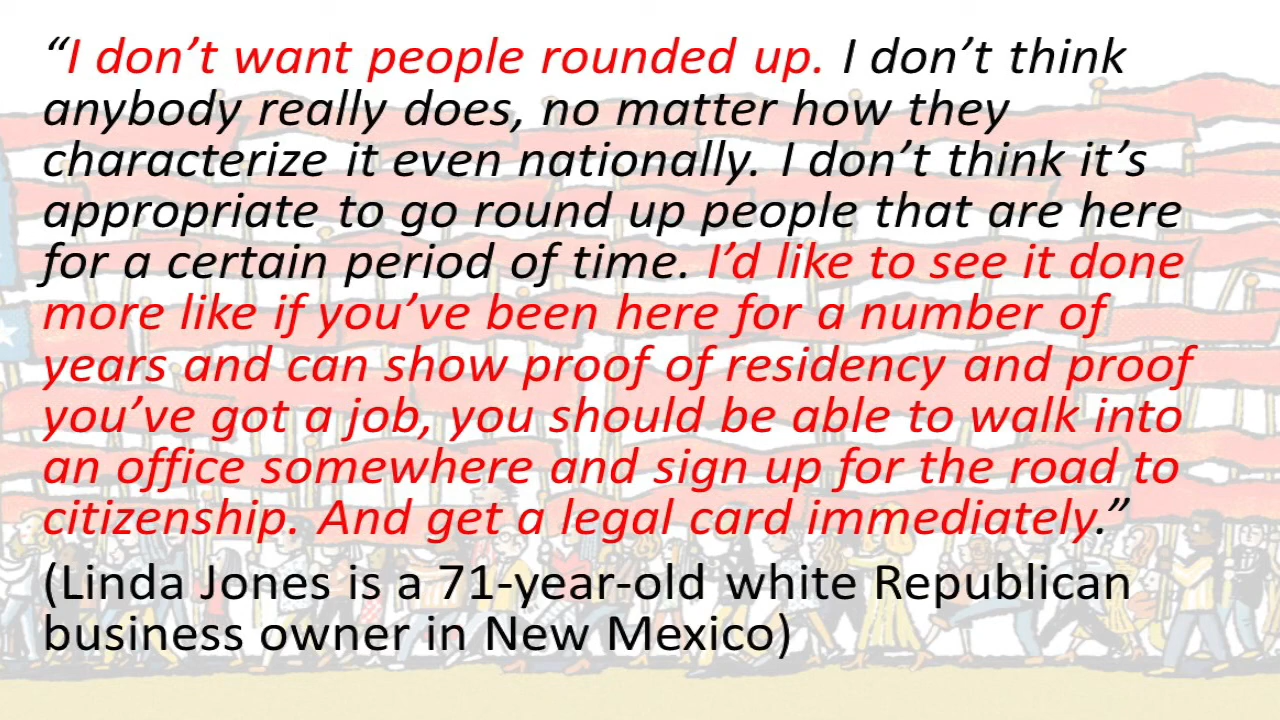 “I don’t want people rounded up. I don’t think
anybody really does, no matter how they
characterize it even nationally. I don’t think it’s
appropriate to go round up people that are here
for a certain period of time. I’d like to see it done
more like if you’ve been here for a number of
years and can show proof of residency and proof
you’ve got a job, you should be able to walk into
an office somewhere and sign up for the road to
citizenship. And get a legal card immediately.”
(Linda Jones is a 71-year-old white Republican
business owner in New Mexico)